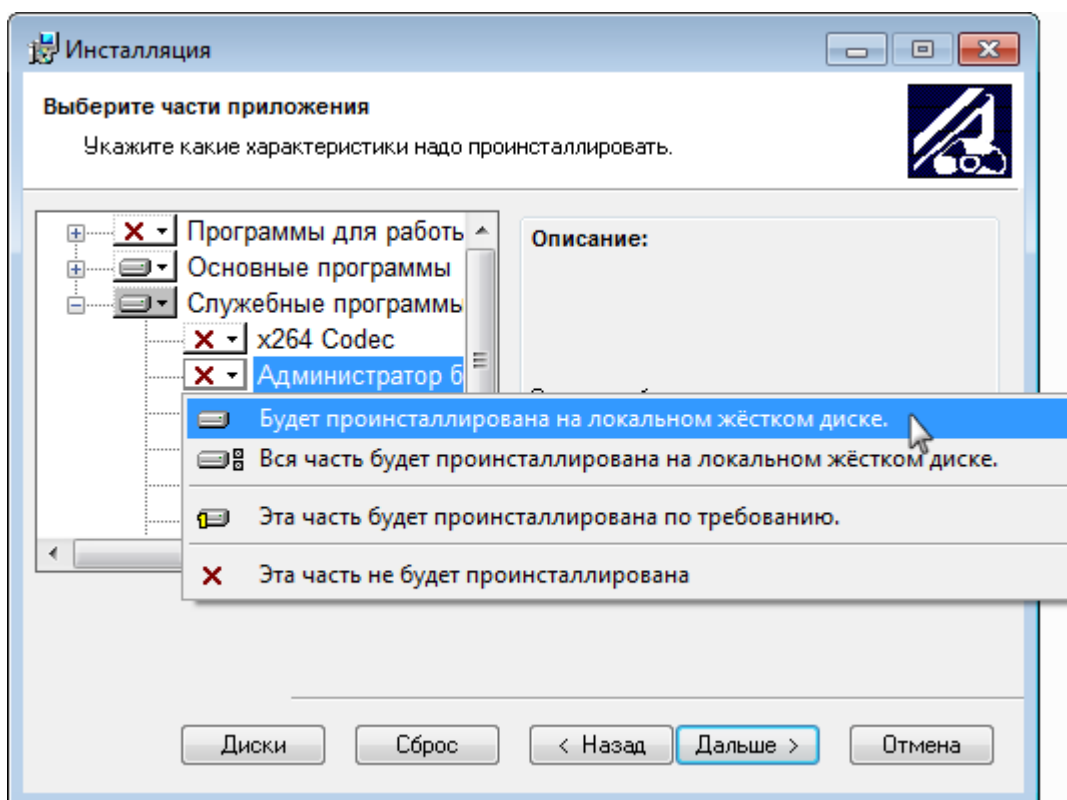 Инсталляция
Выберите части приложения
Укажите какие характеристики надо проинсталлировать.
Программы для работь
Основные программы
Служебные программы
x264 Codec
Администратор б
Описание:
Будет проинсталлирована на локальном жёстком диске.
Вся часть будет проинсталлирована на локальном жёстком диске.
Эта часть будет проинсталлирована по требованию.
Эта часть не будет проинсталлирована
Диски
Сброс
< Назад
Дальше >
Отмена